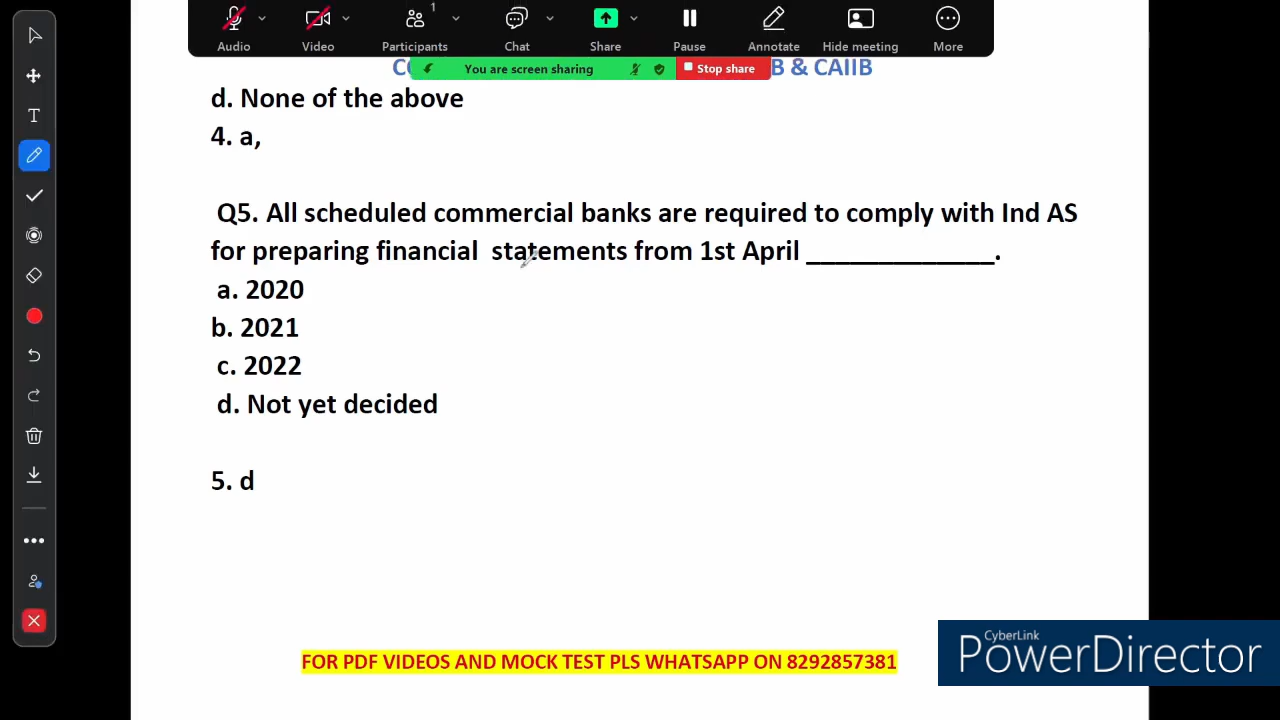 Audio
Video
1
Participants
Chat
Share
Pause
Annotate
Hide meeting
More
You are screen sharing
Stop share
B & CAIIB
d. None of the above
4. a,
Q5. All scheduled commercial banks are required to comply with Ind AS
for preparing financial statements from 1st April _____________.
a. 2020
b. 2021
c. 2022
d. Not yet decided
5. d
FOR PDF VIDEOS AND MOCK TEST PLS WHATSAPP ON 8292857381
CyberLink
PowerDirector
T